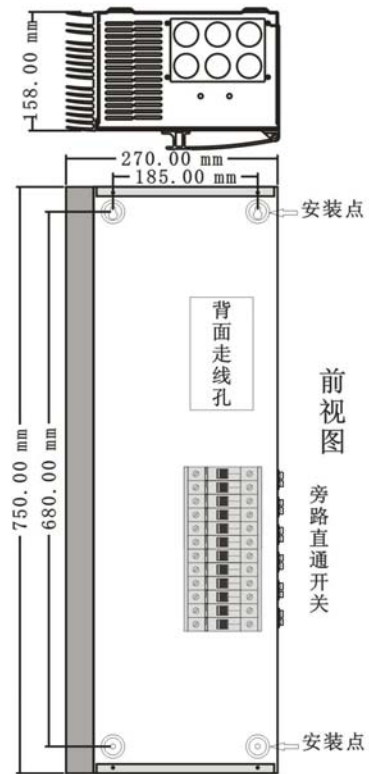 158.00 mm
270.00 mm
185.00 mm
安装点
背面走线孔
前视图
750.00 mm
680.00 mm
旁路直通开关
安装点